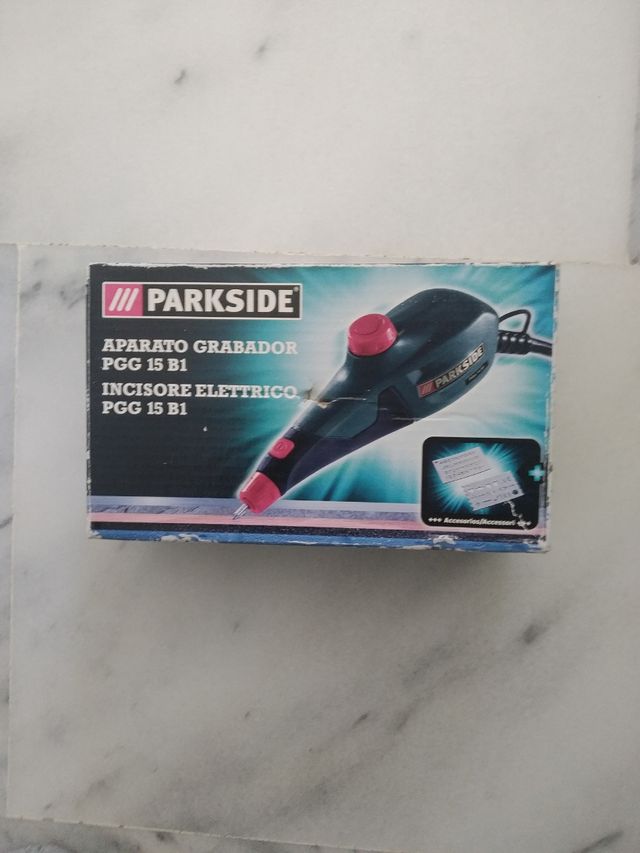 /// PARKSIDE®
APARATO GRABADOR
PGG 15 B1
INCISORE ELETTRICO
PGG 15 B1
/// PARKSIDE
+
+++ Accesorios/Accessori +++